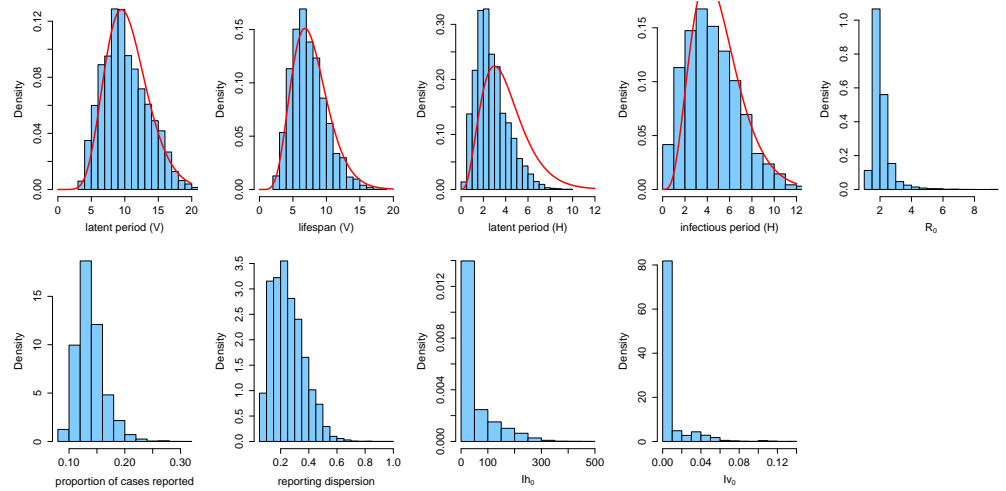 Density
0.00 0.04 0.08 0.12
0 5 10 15 20
latent period (V)
Density
0.00 0.05 0.10 0.15
0 5 10 15 20
lifespan (V)
Density
0.00 0.10 0.20 0.30
0 2 4 6 8 10 12
latent period (H)
Density
0.00 0.05 0.10 0.15
0 2 4 6 8 10 12
infectious period (H)
Density
0.0 0.2 0.4 0.6 0.8 1.0
2 4 6 8
R₀
Density
0 5 10 15
0.10 0.20 0.30
proportion of cases reported
Density
0.0 0.5 1.0 1.5 2.0 2.5 3.0 3.5
0.2 0.4 0.6 0.8 1.0
reporting dispersion
Density
0.000 0.004 0.008 0.012
0 100 300 500
Ih₀
Density
0 20 40 60 80
0.00 0.04 0.08 0.12
Iv₀